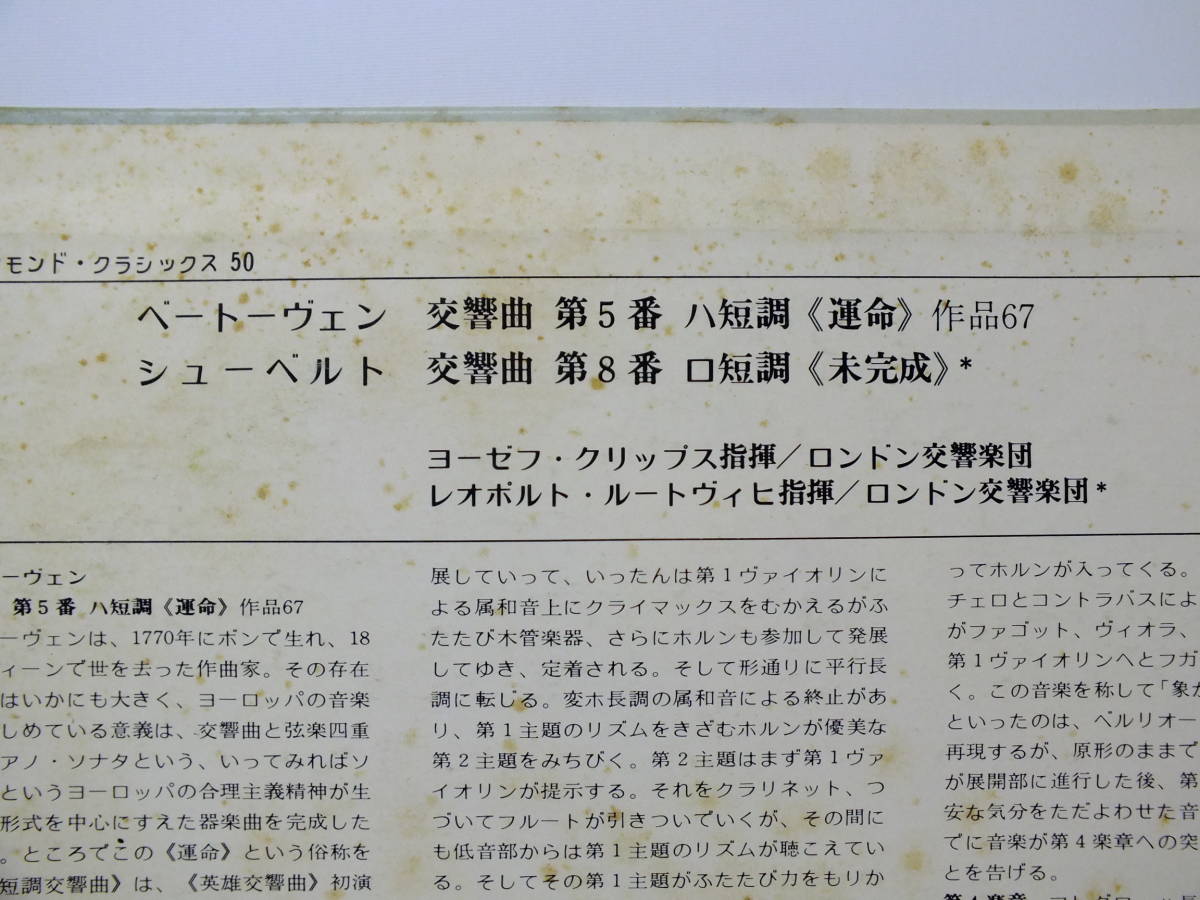 モンド・クラシックス 50
ベートーヴェン 交響曲 第5番 ハ短調《運命》作品67
シューベルト 交響曲 第8番 ロ短調《未完成》*
ヨーゼフ・クリップス指揮/ロンドン交響楽団
レオポルト・ルートヴィヒ指揮/ロンドン交響楽団*
ーヴェン
第5番 ハ短調《運命》作品67
ーヴェンは、1770年にボンで生れ、18
ィーンで世を去った作曲家。その存在
はいかにも大きく、ヨーロッパの音楽
しめている意義は、交響曲と弦楽四重
アノ・ソナタという、いってみればソ
というヨーロッパの合理主義精神が生
形式を中心にすえた器楽曲を完成した
。ところでこの《運命》という俗称を
短調交響曲》は、《英雄交響曲》初演
展していって、いったんは第1ヴァイオリンに
よる属和音上にクライマックスをむかえるがふ
たたび木管楽器、さらにホルンも参加して発展
してゆき、定着される。そして形通りに平行長
調に転じる。変ホ長調の属和音による終止があ
り、第1主題のリズムをきざむホルンが優美な
第2主題をみちびく。第2主題はまず第1ヴァ
イオリンが提示する。それをクラリネット、つ
づいてフルートが引きついでいくが、その間に
も低音部からは第1主題のリズムが聴こえてい
る。そしてその第1主題がふたたび力をもりか
ってホルンが入ってくる。
チェロとコントラバスによ
がファゴット、ヴィオラ、
第1ヴァイオリンへとフガ
く。この音楽を称して「象が
といったのは、ベルリオー
再現するが、原形のままで
が展開部に進行した後、第
安な気分をただよわせた音
でに音楽が第4楽章への突
とを告げる。
第4楽章